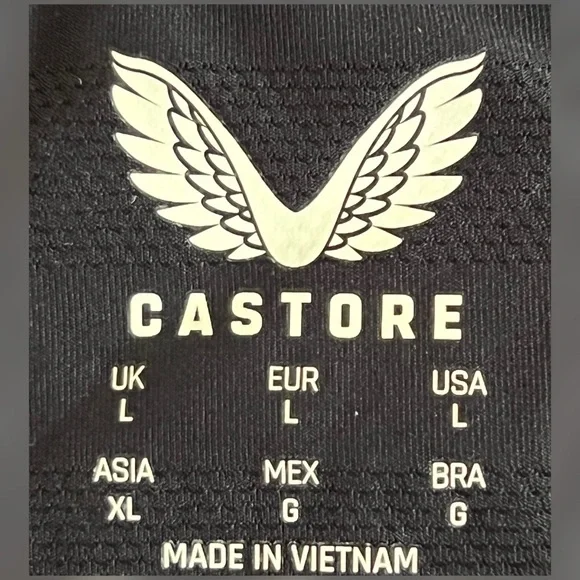 CASTORE
UK EUR USA
L L L
ASIA MEX BRA
XL G G
MADE IN VIETNAM